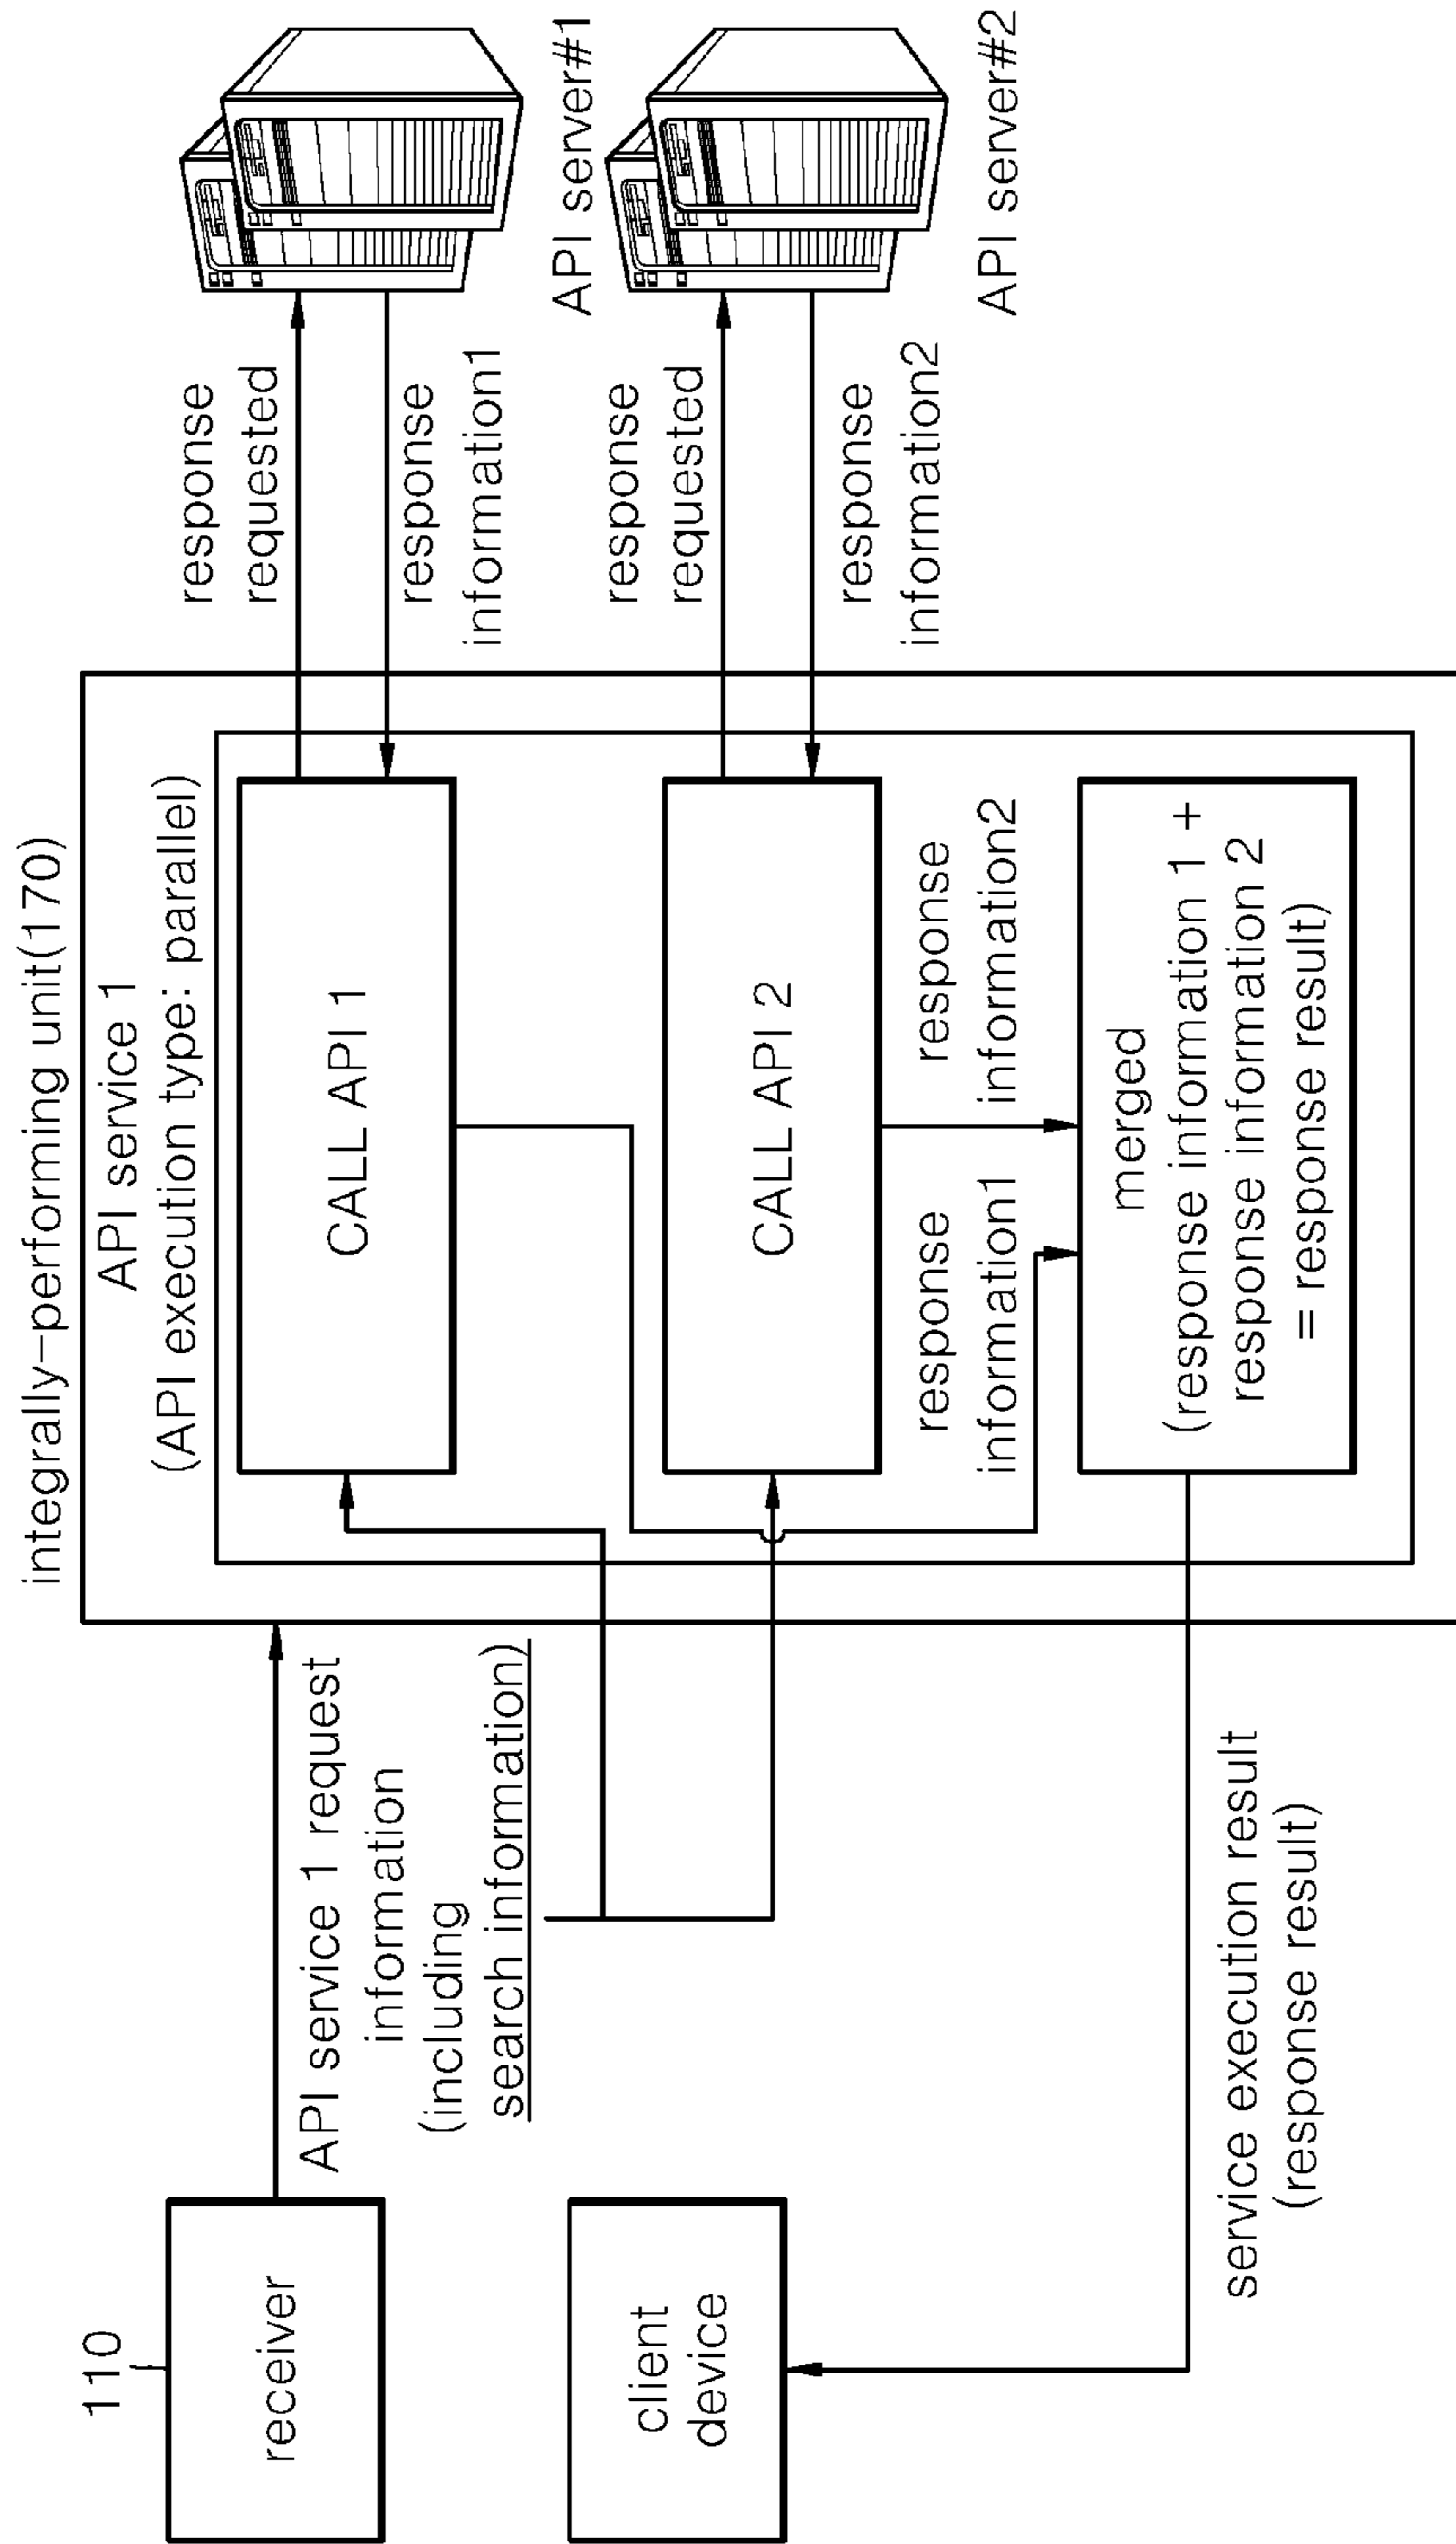 integrally-performing unit(170)
API service 1
(API execution type: parallel)
110
receiver
API service 1 request
information
(including
search information)
CALL API 1
response
requested
response
information1
API server#1
client
device
CALL API 2
response
requested
response
information2
API server#2
response
information1
response
information2
merged
(response information 1 +
response information 2
= response result)
service execution result
(response result)